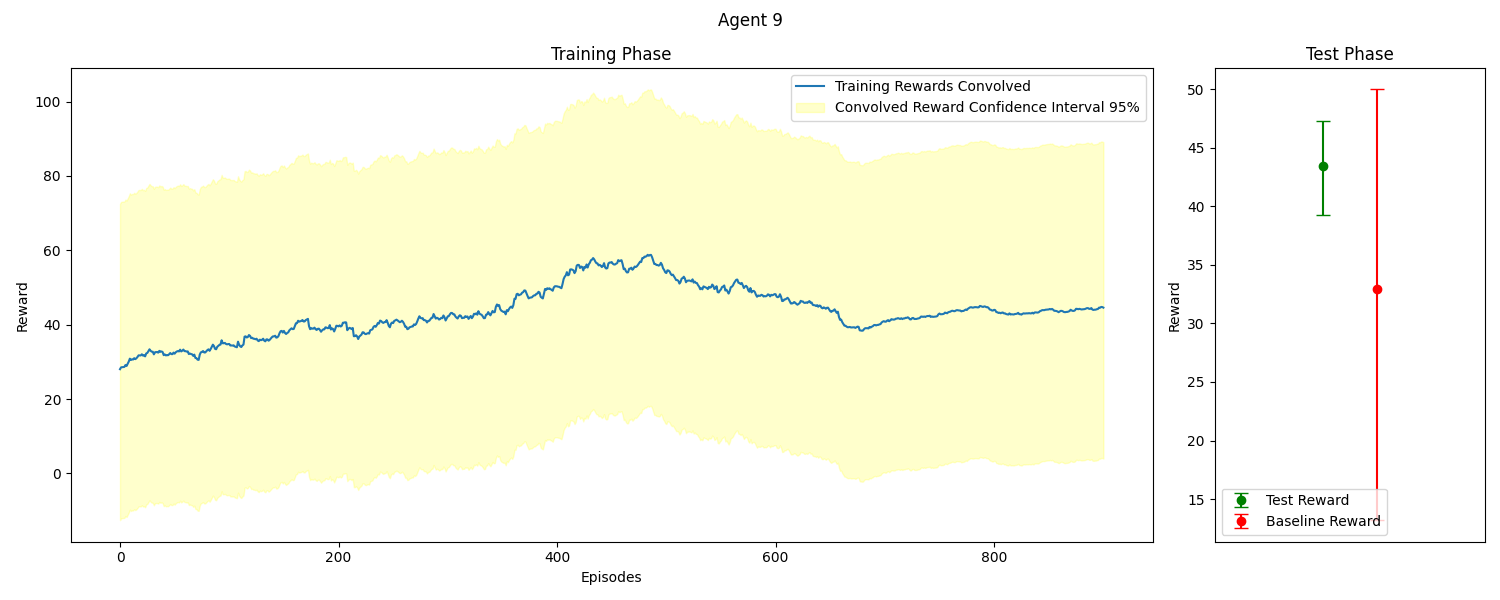 Agent 9
Training Phase
Reward
100
80
60
40
20
0
0 200 400 600 800
Episodes
Training Rewards Convolved
Convolved Reward Confidence Interval 95%
Test Phase
Reward
50
45
40
35
30
25
20
15
Test Reward
Baseline Reward